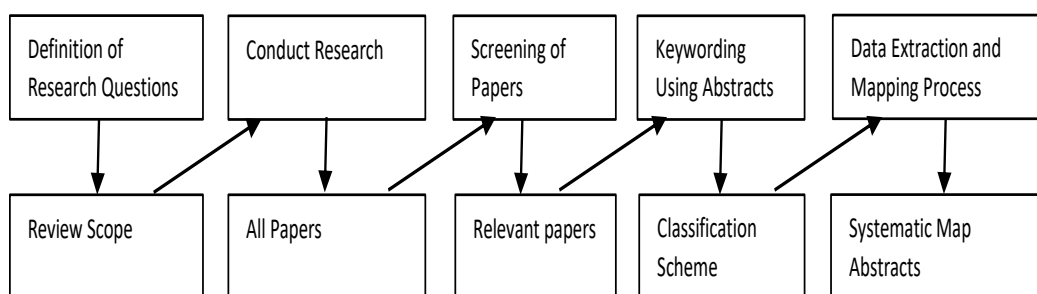 Definition of
Research Questions
Conduct Research
Screening of
Papers
Keywording
Using Abstracts
Data Extraction and
Mapping Process
Review Scope
All Papers
Relevant papers
Classification
Scheme
Systematic Map
Abstracts